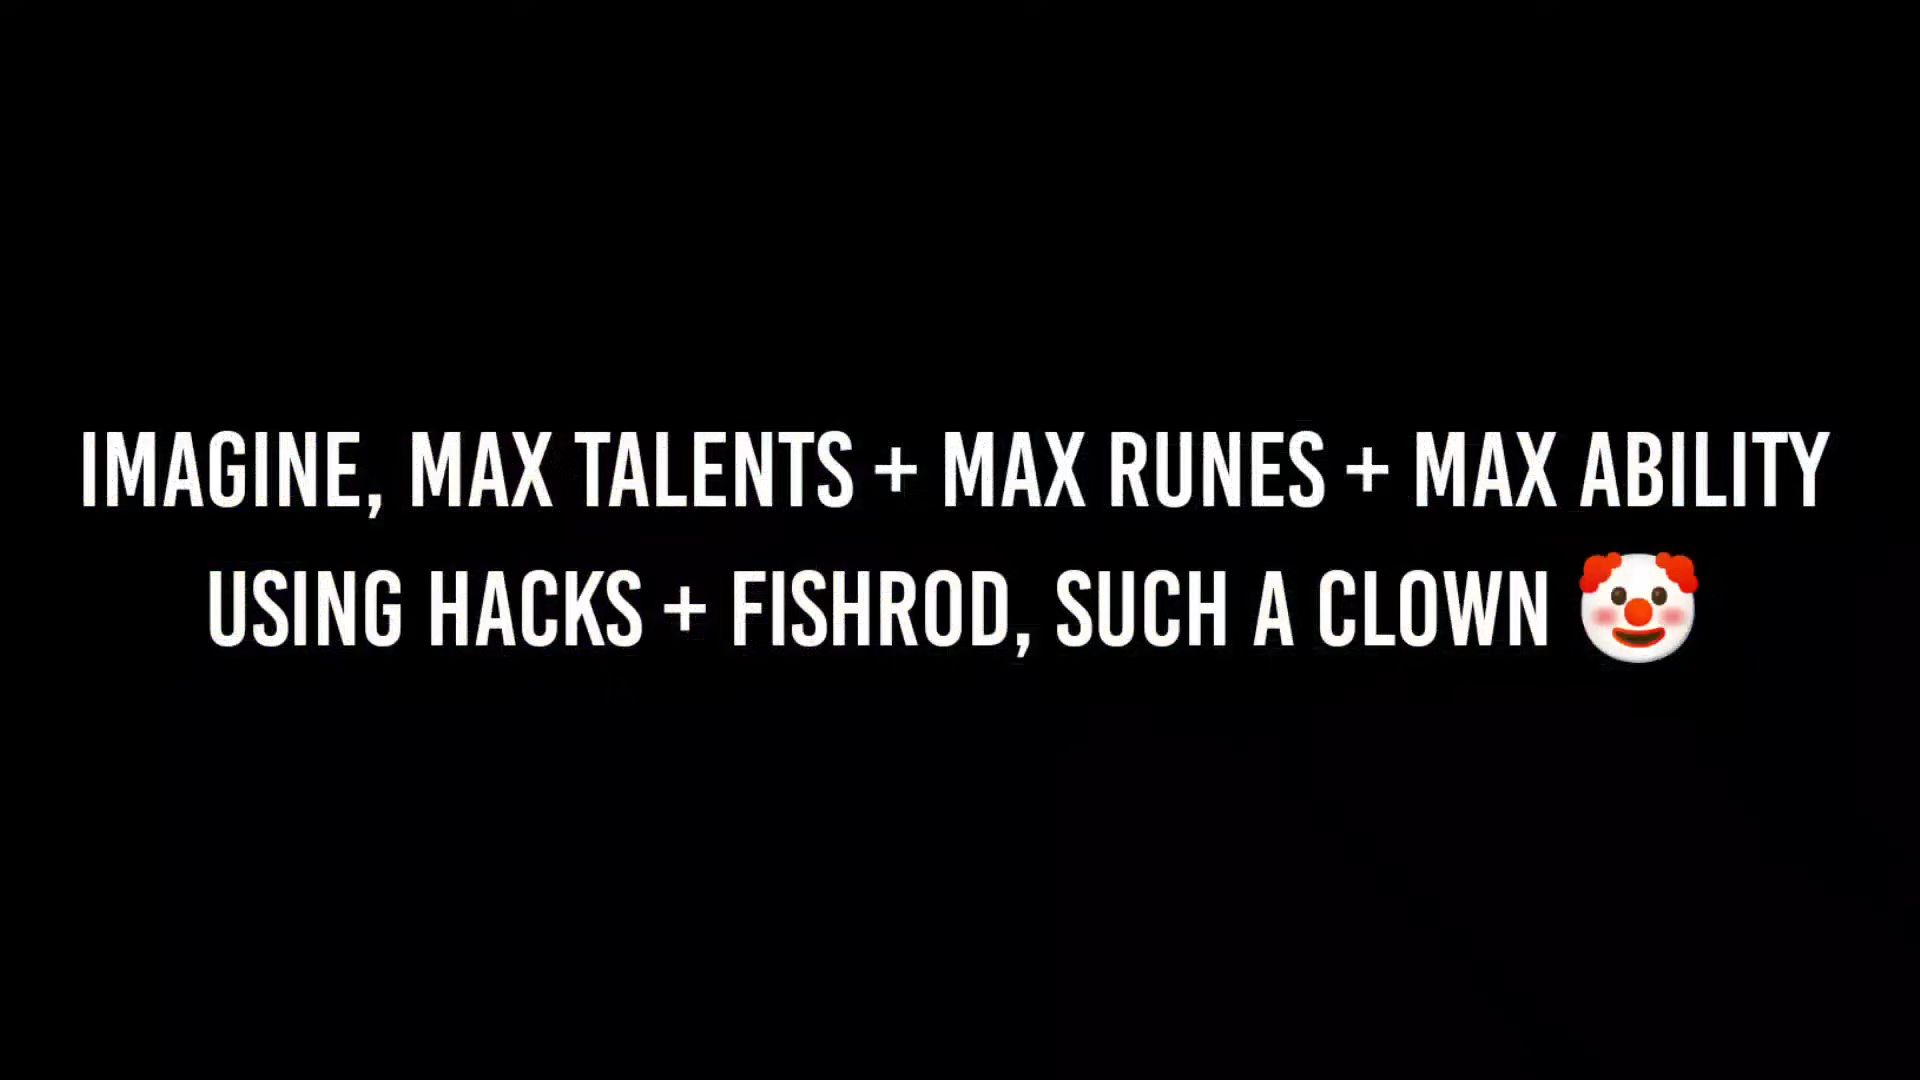 IMAGINE, MAX TALENTS + MAX RUNES + MAX ABILITY
USING HACKS + FISHROD, SUCH A CLOWN 🤡